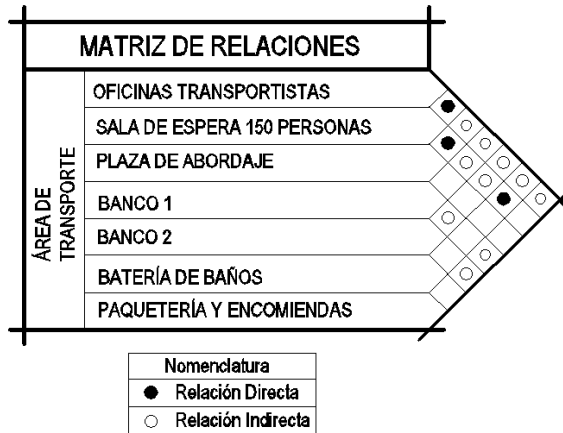 MATRIZ DE RELACIONES
ÁREA DE
TRANSPORTE
OFICINAS TRANSPORTISTAS
SALA DE ESPERA 150 PERSONAS
PLAZA DE ABORDAJE
BANCO 1
BANCO 2
BATERÍA DE BAÑOS
PAQUETERÍA Y ENCOMIENDAS
Nomenclatura
Relación Directa
Relación Indirecta